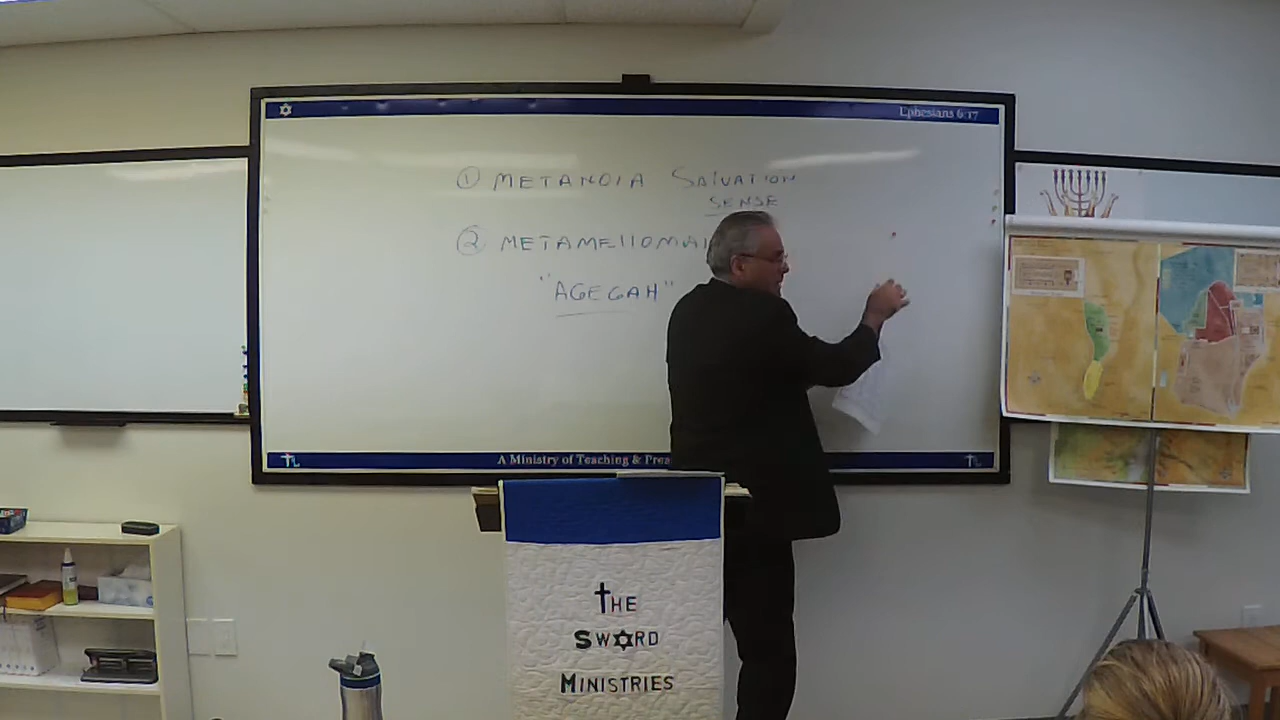 Ephesians 6:17
① METANOIA SALVATION
SENSE
② METAMELLOMAI
"AGEGAH"
A Ministry of Teaching & Prea
THE
SWORD
MINISTRIES